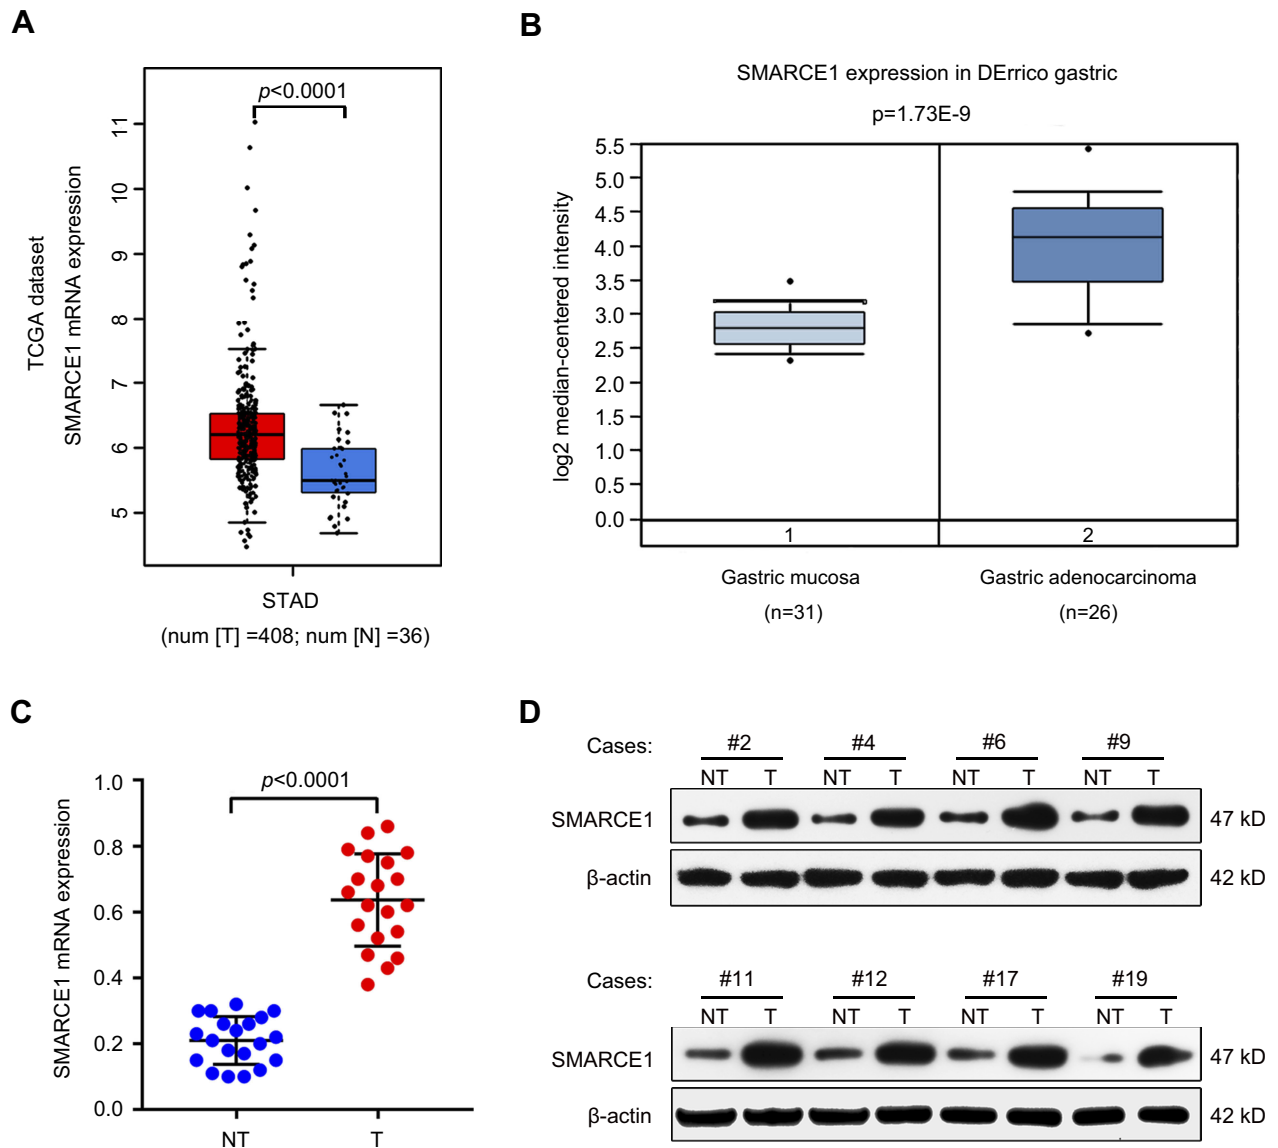 A
p<0.0001
TCGA dataset
SMARCE1 mRNA expression
11
10
9
8
7
6
5
STAD
(num [T] =408; num [N] =36)
B
SMARCE1 expression in DErrico gastric
p=1.73E-9
log2 median-centered intensity
5.5
5.0
4.5
4.0
3.5
3.0
2.5
2.0
1.5
1.0
0.5
0.0
1
2
Gastric mucosa
(n=31)
Gastric adenocarcinoma
(n=26)
C
p<0.0001
SMARCE1 mRNA expression
1.0
0.8
0.6
0.4
0.2
0.0
NT
T
D
Cases: #2 #4 #6 #9
NT T NT T NT T NT T
SMARCE1 47 kD
β-actin 42 kD
Cases: #11 #12 #17 #19
NT T NT T NT T NT T
SMARCE1 47 kD
β-actin 42 kD